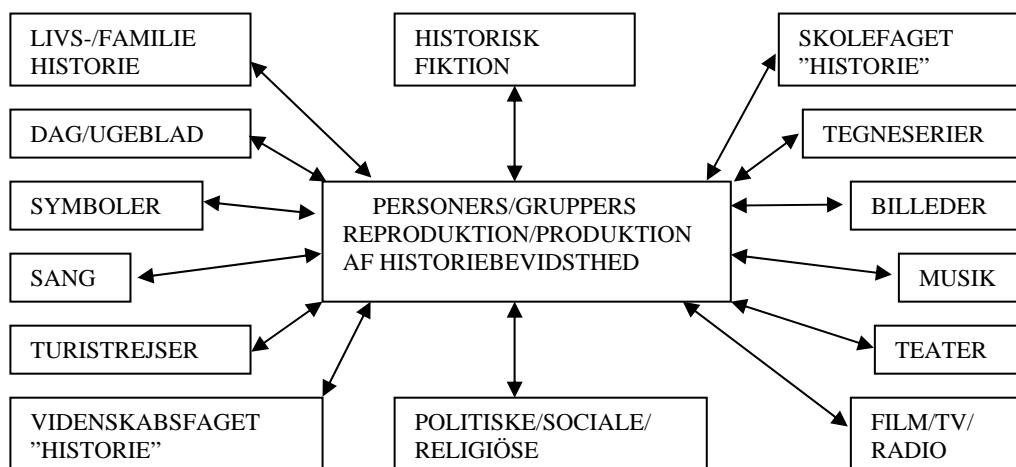 LIVS-/FAMILIE
HISTORIE
HISTORISK
FIKTION
SKOLEFAGET
”HISTORIE”
DAG/UGEBLAD
TEGNESERIER
SYMBOLER
PERSONERS/GRUPPERS
REPRODUKTION/PRODUKTION
AF HISTORIEBEVIDSTHED
BILLEDER
SANG
MUSIK
TURISTREJSER
TEATER
VIDENSKABSFAGET
”HISTORIE”
POLITISKE/SOCIALE/
RELIGIÖSE
FILM/TV/
RADIO